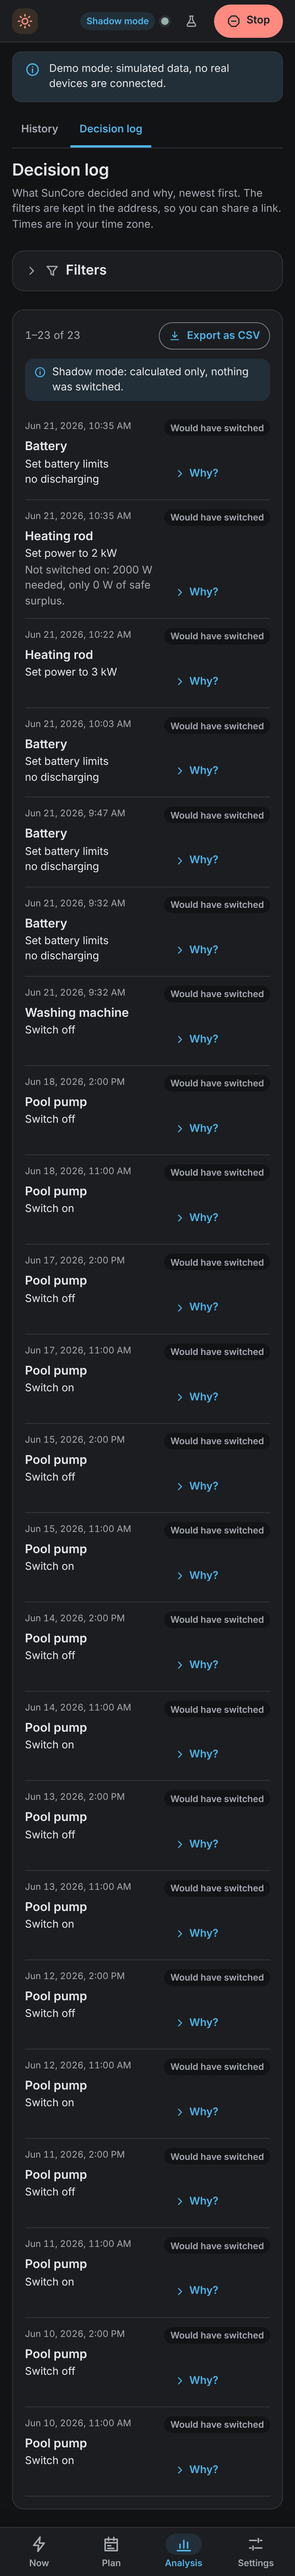 Shadow mode
Stop
Demo mode: simulated data, no real
devices are connected.
History
Decision log
Decision log
What SunCore decided and why, newest first. The
filters are kept in the address, so you can share a link.
Times are in your time zone.
Filters
1–23 of 23
Export as CSV
Shadow mode: calculated only, nothing
was switched.
Jun 21, 2026, 10:35 AM
Would have switched
Battery
Set battery limits
no discharging
Why?
Jun 21, 2026, 10:35 AM
Would have switched
Heating rod
Set power to 2 kW
Not switched on: 2000 W
needed, only 0 W of safe
surplus.
Why?
Jun 21, 2026, 10:22 AM
Would have switched
Heating rod
Set power to 3 kW
Why?
Jun 21, 2026, 10:03 AM
Would have switched
Battery
Set battery limits
no discharging
Why?
Jun 21, 2026, 9:47 AM
Would have switched
Battery
Set battery limits
no discharging
Why?
Jun 21, 2026, 9:32 AM
Would have switched
Battery
Set battery limits
no discharging
Why?
Jun 21, 2026, 9:32 AM
Would have switched
Washing machine
Switch off
Why?
Jun 18, 2026, 2:00 PM
Would have switched
Pool pump
Switch off
Why?
Jun 18, 2026, 11:00 AM
Would have switched
Pool pump
Switch on
Why?
Jun 17, 2026, 2:00 PM
Would have switched
Pool pump
Switch off
Why?
Jun 17, 2026, 11:00 AM
Would have switched
Pool pump
Switch on
Why?
Jun 15, 2026, 2:00 PM
Would have switched
Pool pump
Switch off
Why?
Jun 15, 2026, 11:00 AM
Would have switched
Pool pump
Switch on
Why?
Jun 14, 2026, 2:00 PM
Would have switched
Pool pump
Switch off
Why?
Jun 14, 2026, 11:00 AM
Would have switched
Pool pump
Switch on
Why?
Jun 13, 2026, 2:00 PM
Would have switched
Pool pump
Switch off
Why?
Jun 13, 2026, 11:00 AM
Would have switched
Pool pump
Switch on
Why?
Jun 12, 2026, 2:00 PM
Would have switched
Pool pump
Switch off
Why?
Jun 12, 2026, 11:00 AM
Would have switched
Pool pump
Switch on
Why?
Jun 11, 2026, 2:00 PM
Would have switched
Pool pump
Switch off
Why?
Jun 11, 2026, 11:00 AM
Would have switched
Pool pump
Switch on
Why?
Jun 10, 2026, 2:00 PM
Would have switched
Pool pump
Switch off
Why?
Jun 10, 2026, 11:00 AM
Would have switched
Pool pump
Switch on
Why?
Now
Plan
Analysis
Settings